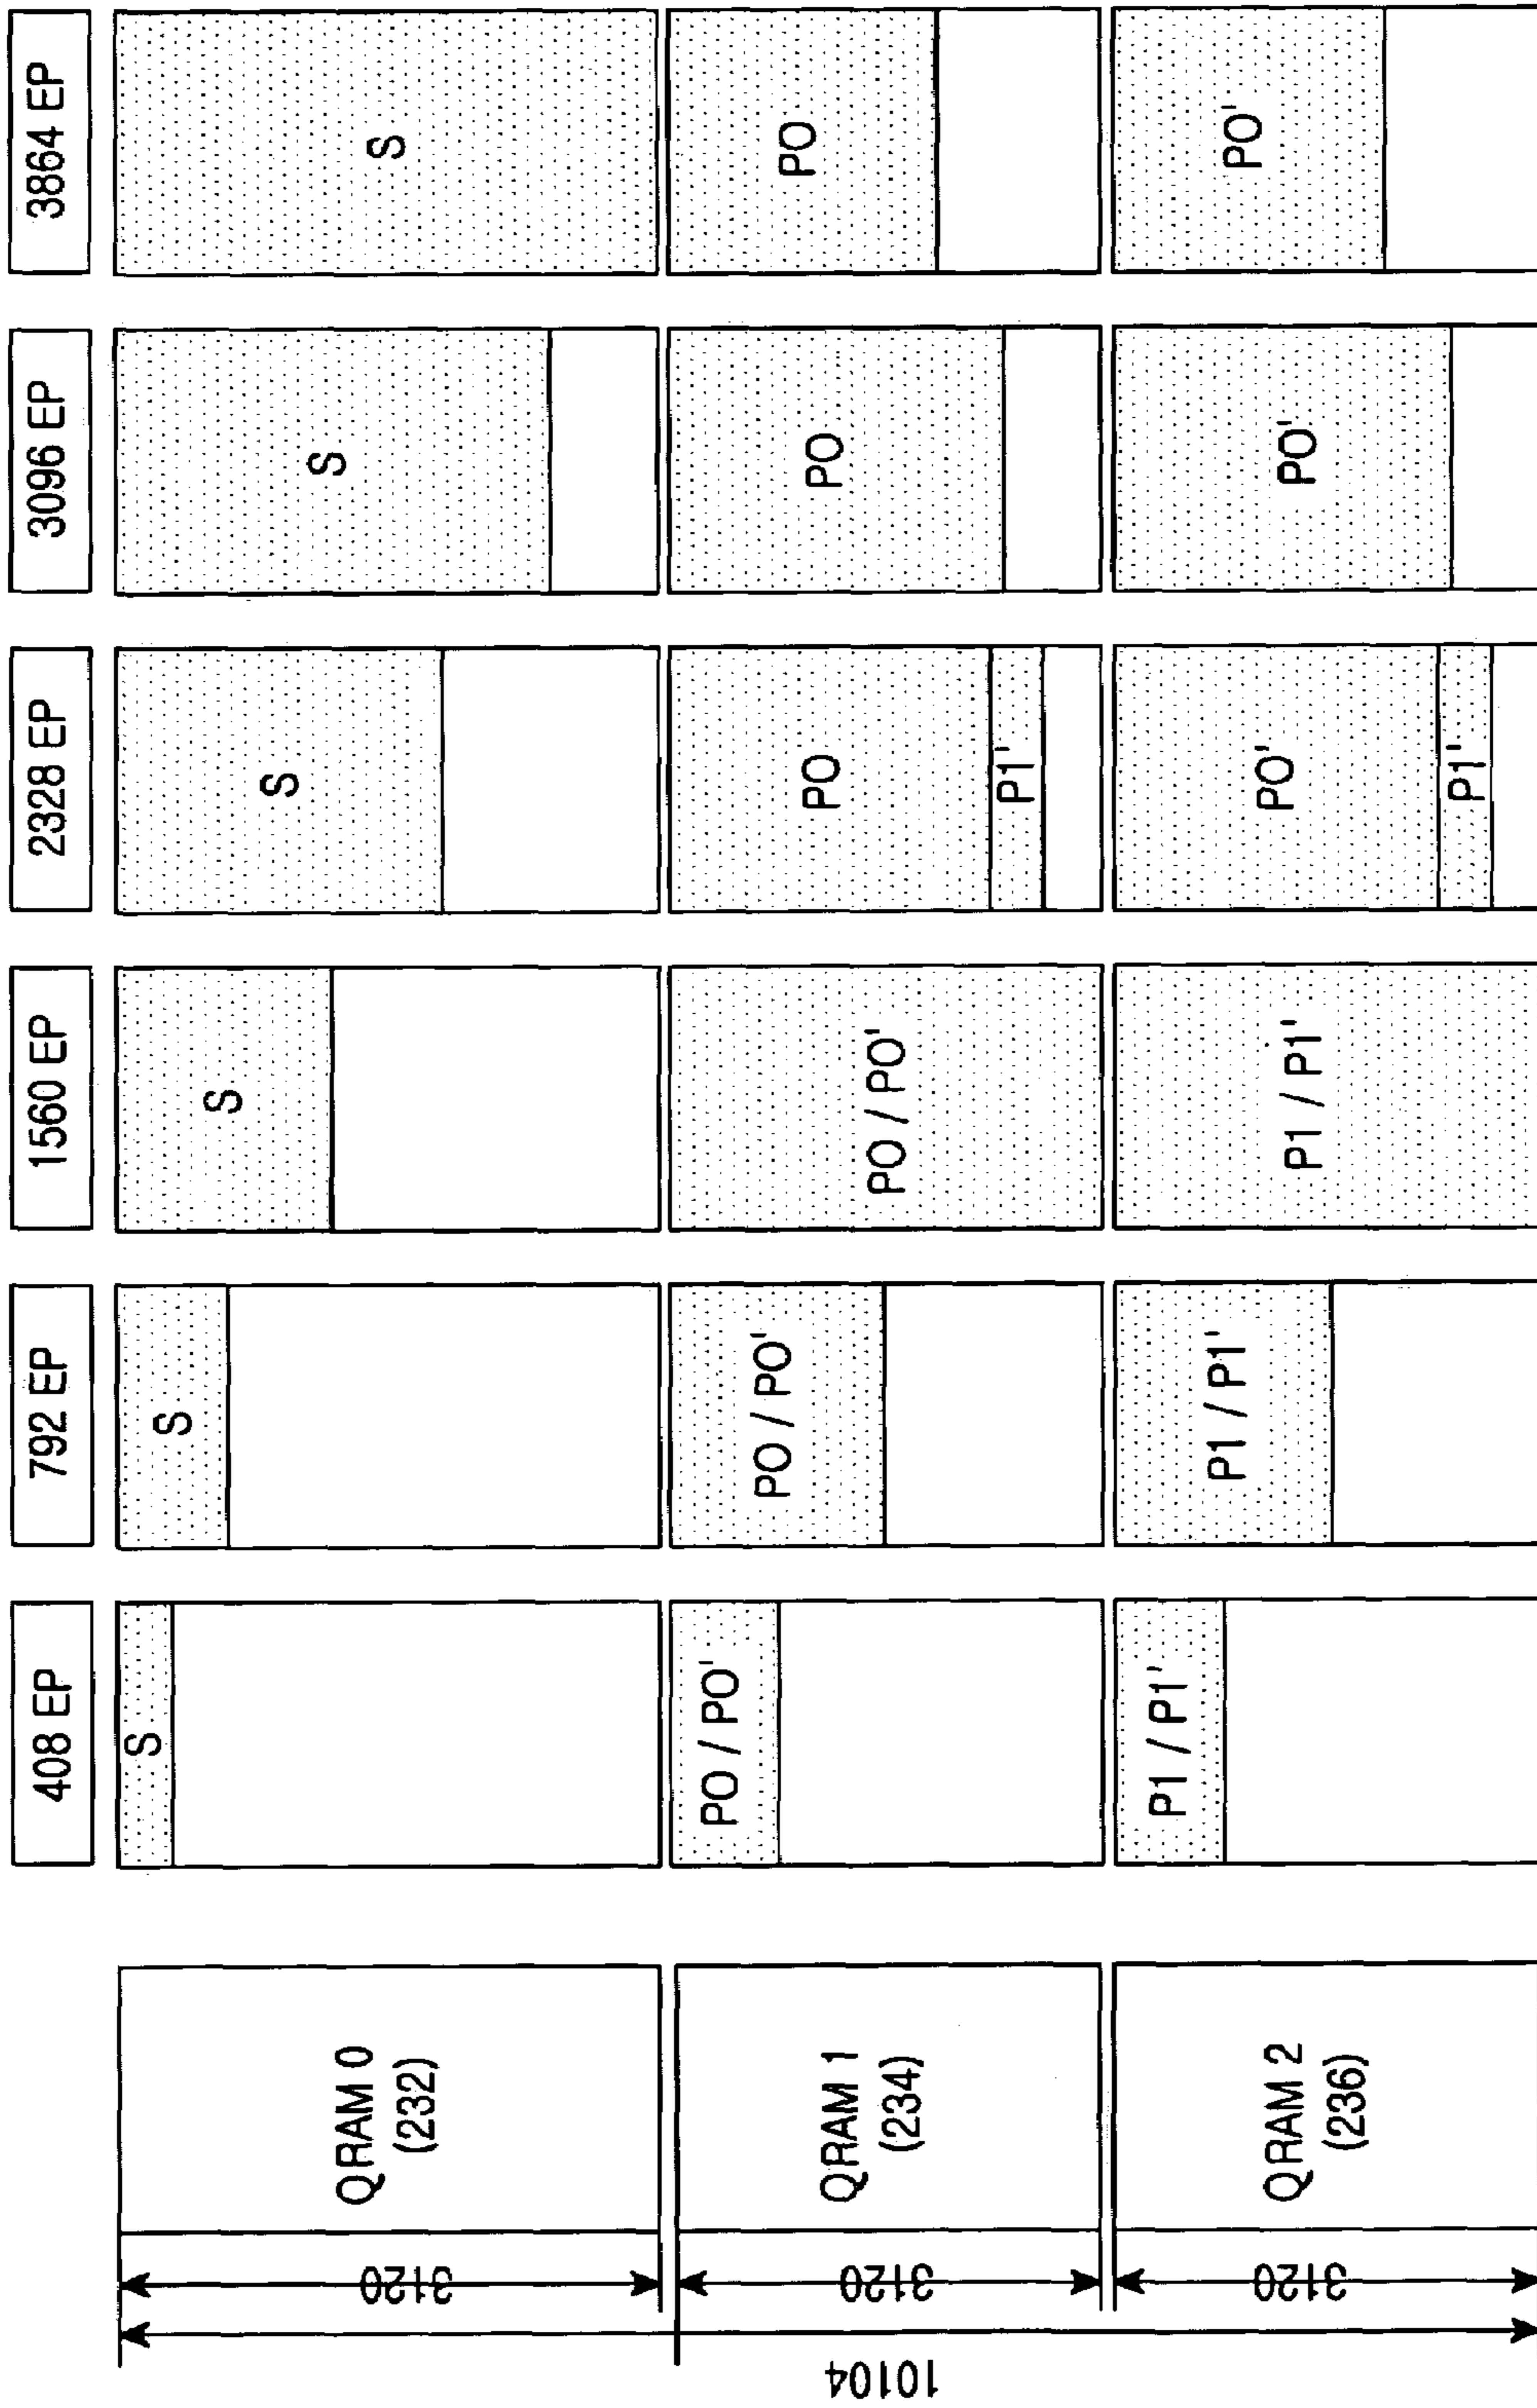 408 EP
792 EP
1560 EP
2328 EP
3096 EP
3864 EP
10104
3120
QRAM 0
(232)
S
S
S
S
S
S
3120
QRAM 1
(234)
PO / PO'
PO / PO'
PO / PO'
PO
P1'
PO
PO
3120
QRAM 2
(236)
P1 / P1'
P1 / P1'
P1 / P1'
PO'
P1'
PO'
PO'